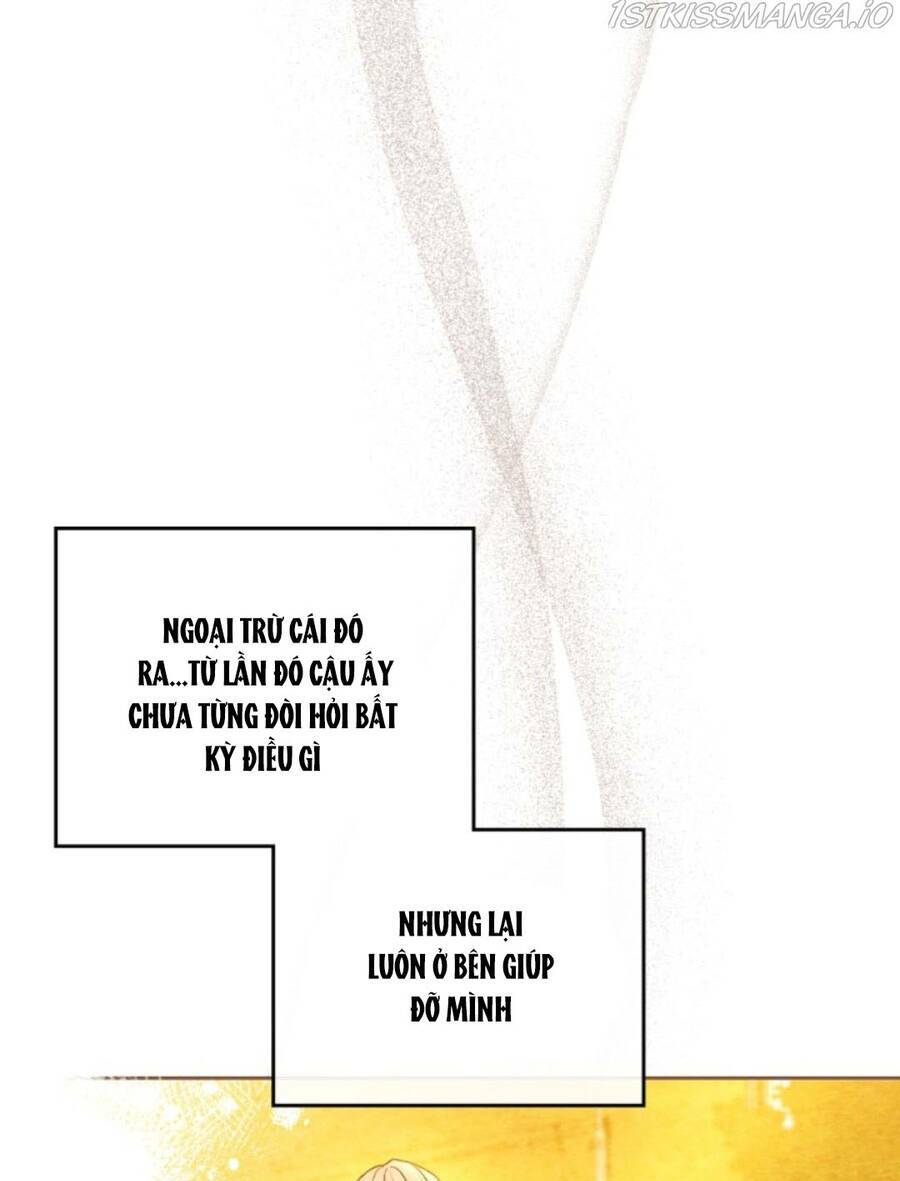 1STKISSMANGA.IO
NGOẠI TRỪ CÁI ĐÓ
RA...TỪ LẦN ĐÓ CẬU ẤY
CHƯA TỪNG ĐÒI HỎI BẤT
KỲ ĐIỀU GÌ
NHƯNG LẠI
LUÔN Ở BÊN GIÚP
ĐỠ MÌNH